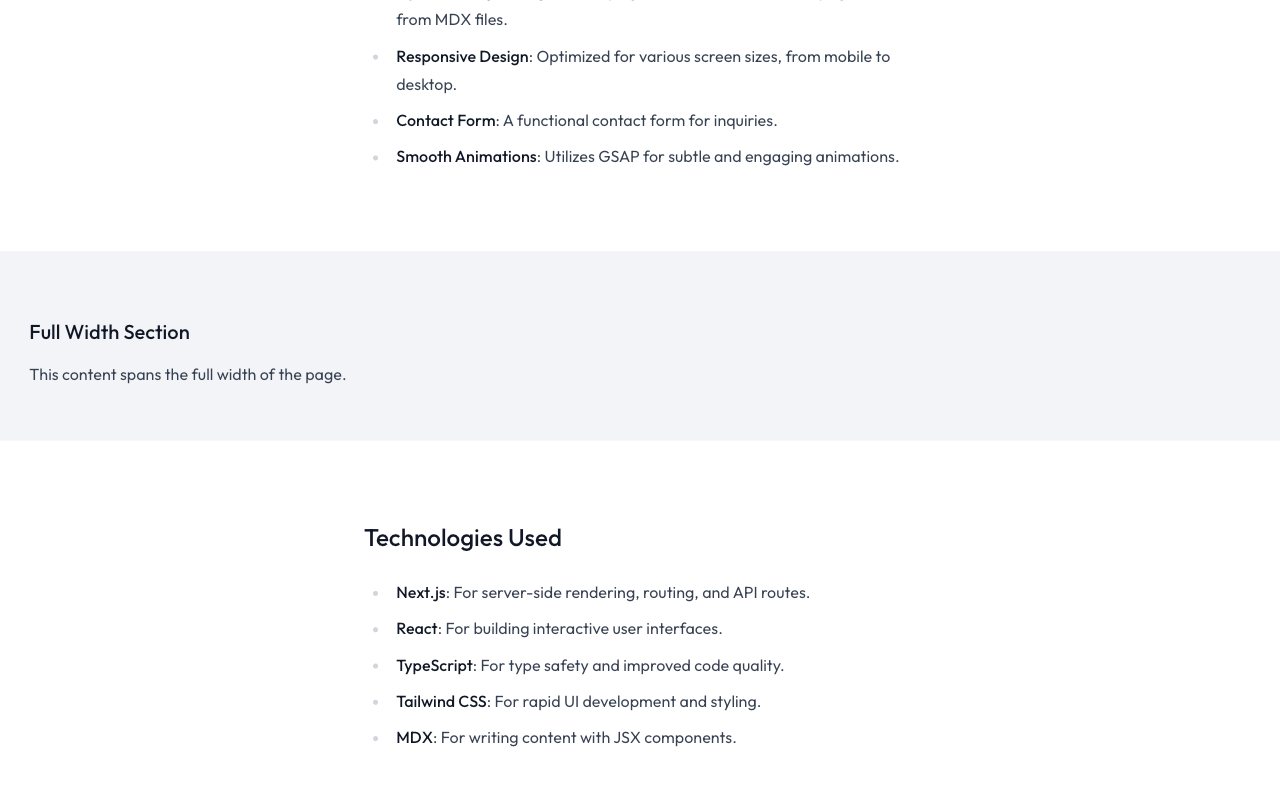 from MDX files.
Responsive Design: Optimized for various screen sizes, from mobile to
desktop.
Contact Form: A functional contact form for inquiries.
Smooth Animations: Utilizes GSAP for subtle and engaging animations.
Full Width Section
This content spans the full width of the page.
Technologies Used
Next.js: For server-side rendering, routing, and API routes.
React: For building interactive user interfaces.
TypeScript: For type safety and improved code quality.
Tailwind CSS: For rapid UI development and styling.
MDX: For writing content with JSX components.